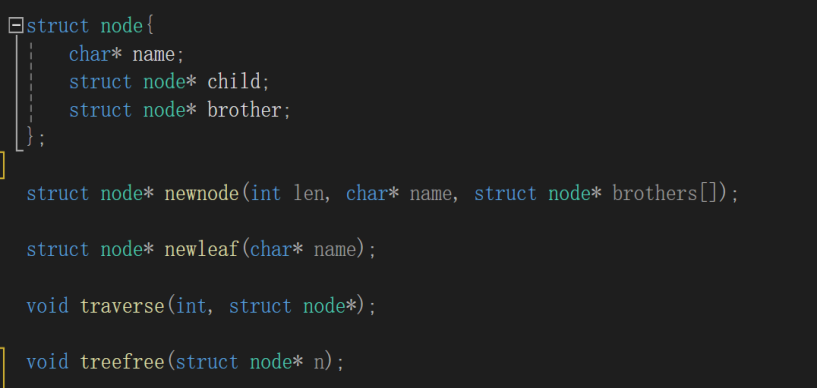 struct node{
char* name;
struct node* child;
struct node* brother;
};
struct node* newnode(int len, char* name, struct node* brothers[]);
struct node* newleaf(char* name);
void traverse(int, struct node*);
void treefree(struct node* n);